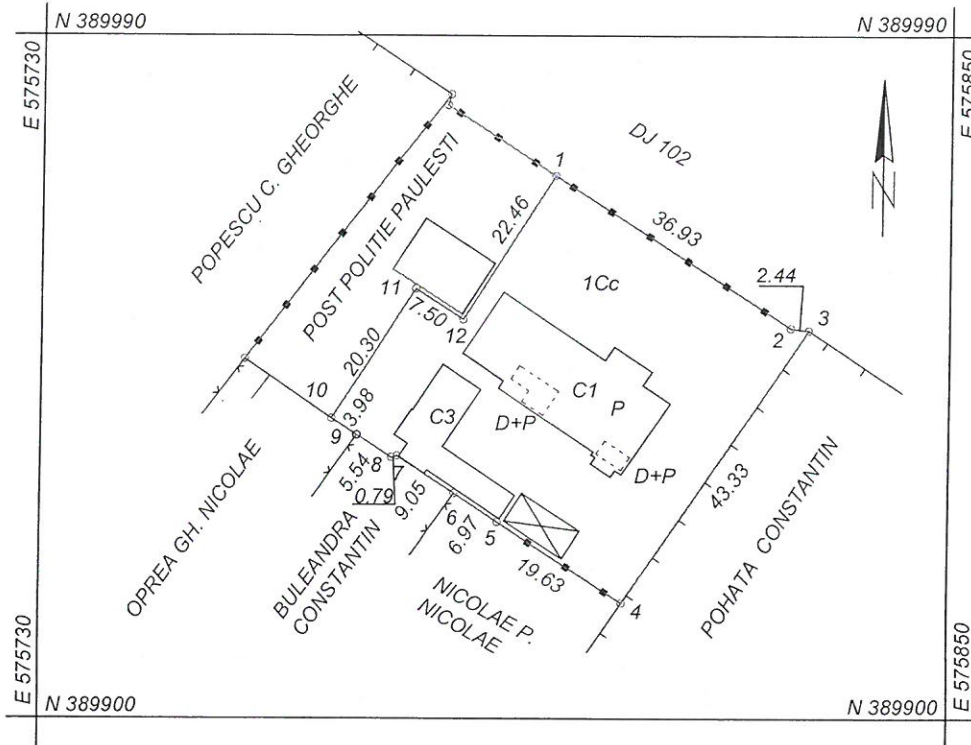 N 389990
N 389990
E 575730
E 575850
DJ 102
POPESCU C. GHEORGHE
POST POLITIE PAULESTI
1
36.93
22.46
N
1Cc
2.44
11
7.50
12
2
3
20.30
C1
P
10
3.98
C3
D+P
D+P
9
5.54
8
7
0.79
9.05
6
6.97
5
43.33
19.63
4
OPREA GH. NICOLAE
BULEANDRA
CONSTANTIN
NICOLAE P.
NICOLAE
POHATA CONSTANTIN
E 575730
E 575850
N 389900
N 389900